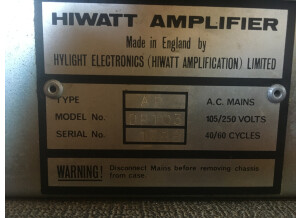 HIWATT AMPLIFIER
Made in England by
HYLIGHT ELECTRONICS (HIWATT AMPLIFICATION) LIMITED
TYPE
A.C. MAINS
MODEL No.
105/250 VOLTS
SERIAL No.
40/60 CYCLES
WARNING! Disconnect Mains before removing chassis
from case.